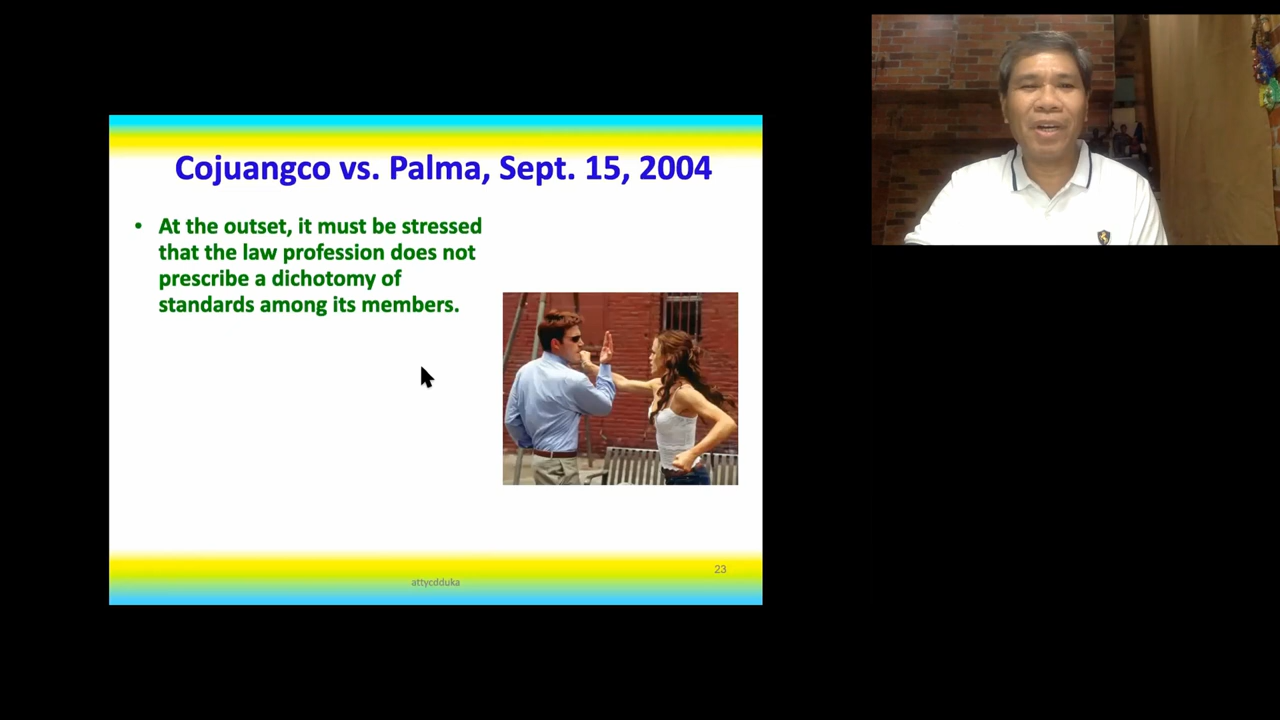 Cojuangco vs. Palma, Sept. 15, 2004
• At the outset, it must be stressed
that the law profession does not
prescribe a dichotomy of
standards among its members.
23
attycdduka